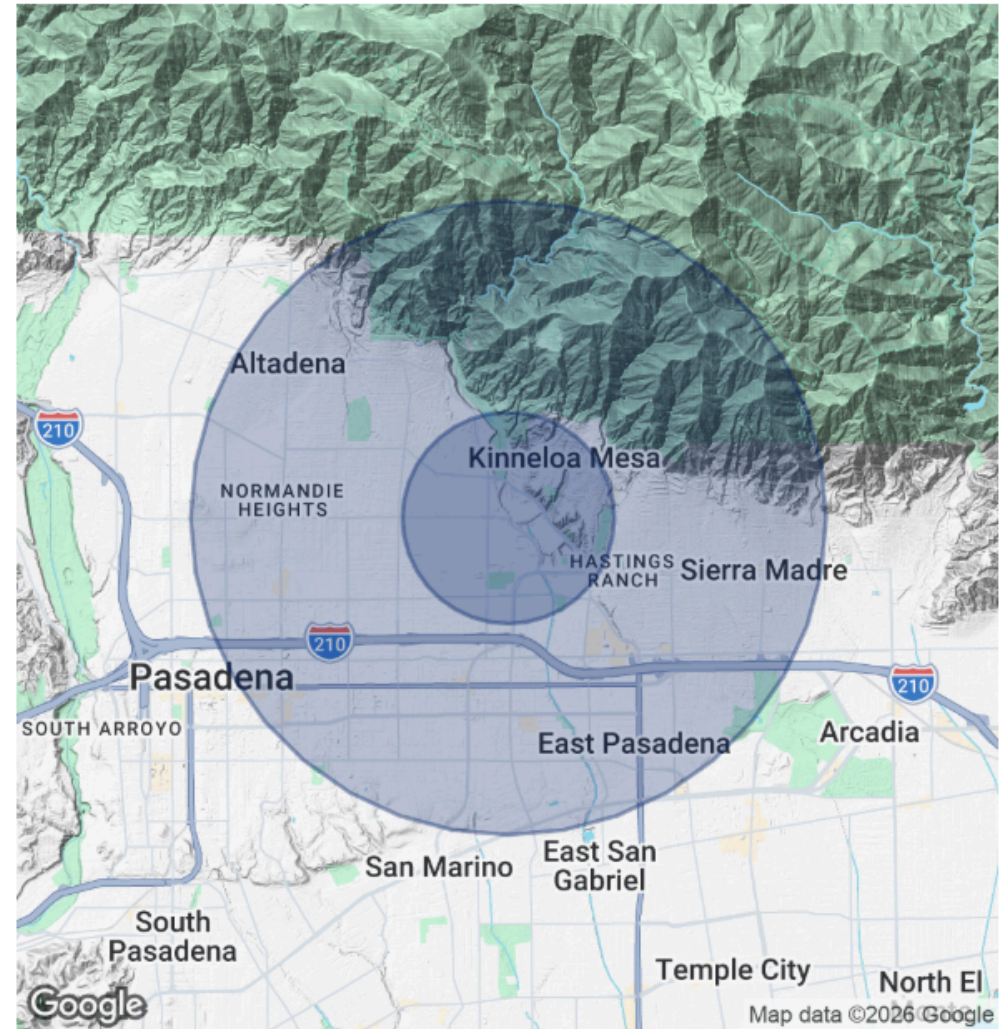 Altadena
210
Kinneloa Mesa
NORMANDIE
HEIGHTS
HASTINGS
RANCH
Sierra Madre
210
Pasadena
210
SOUTH ARROYO
East Pasadena
Arcadia
San Marino
East San
Gabriel
South
Pasadena
Temple City
North El
Google
Map data ©2026 Google